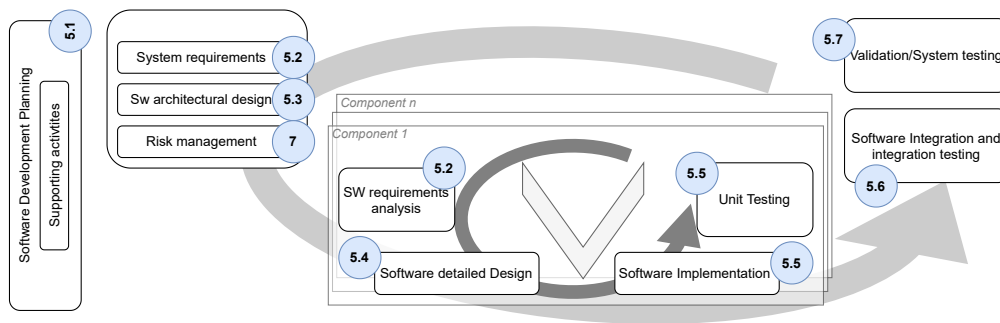 5.1
Software Development Planning
Supporting activites
System requirements
5.2
Sw architectural design
5.3
Risk management
7
Component n
Component 1
5.2
SW requirements
analysis
5.4
Software detailed Design
5.5
Unit Testing
Software Implementation
5.5
5.7
Validation/System testing
Software Integration and
integration testing
5.6